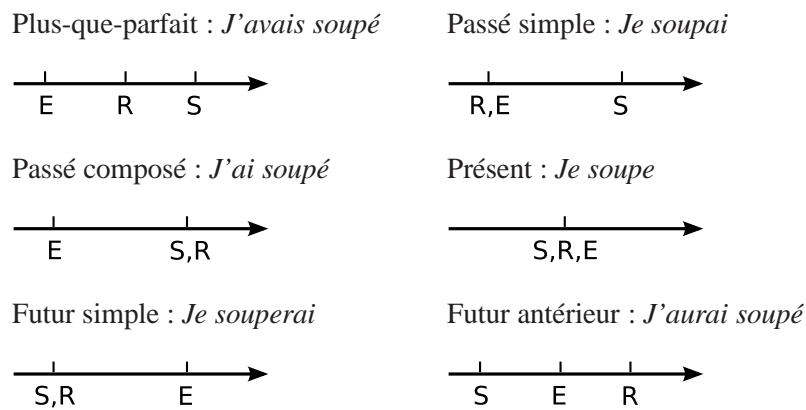 Plus-que-parfait : J'avais soupé
E R S
Passé simple : Je soupai
R,E S
Passé composé : J'ai soupé
E S,R
Présent : Je soupe
S,R,E
Futur simple : Je souperai
S,R E
Futur antérieur : J'aurai soupé
S E R